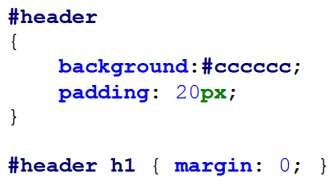 #header
{
    background:#cccccc;
    padding: 20px;
}

#header h1 { margin: 0; }